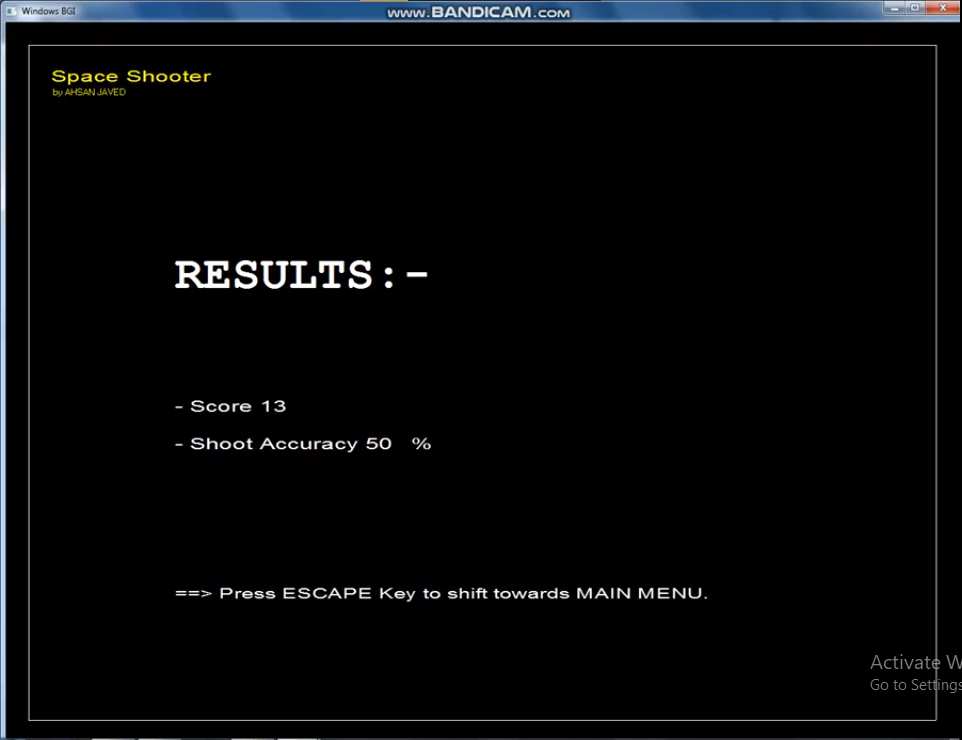 Windows BGI
www.BANDICAM.com
Space Shooter
by AHSAN JAVED
RESULTS:-
- Score 13
- Shoot Accuracy 50 %
==> Press ESCAPE Key to shift towards MAIN MENU.
Activate W
Go to Settings